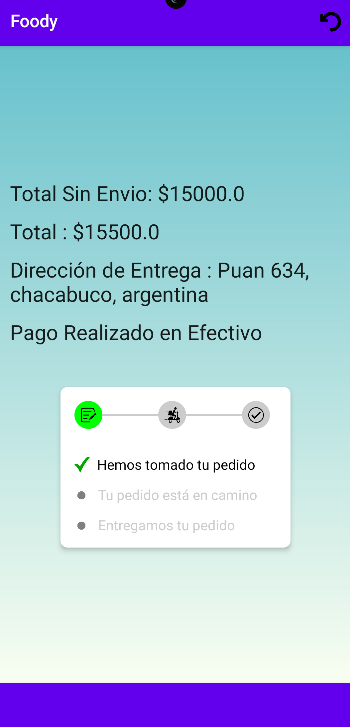 Foody
Total Sin Envio: $15000.0
Total : $15500.0
Dirección de Entrega : Puan 634,
chacabuco, argentina
Pago Realizado en Efectivo
Hemos tomado tu pedido
Tu pedido está en camino
Entregamos tu pedido